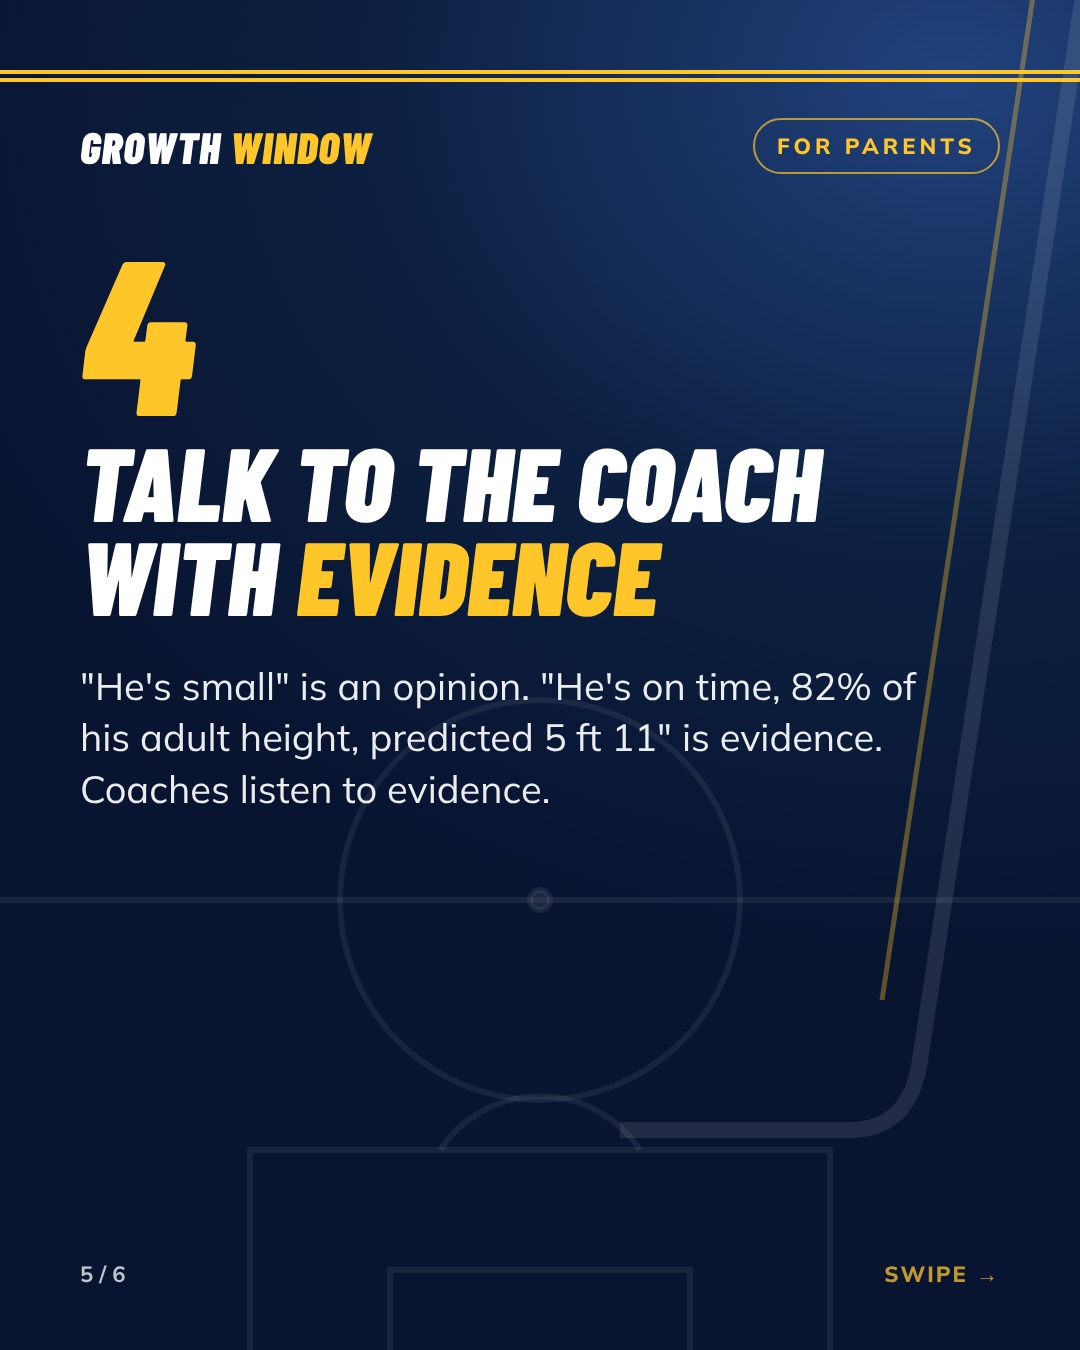 GROWTH WINDOW
FOR PARENTS
4
TALK TO THE COACH
WITH EVIDENCE
"He's small" is an opinion. "He's on time, 82% of
his adult height, predicted 5 ft 11" is evidence.
Coaches listen to evidence.
5 / 6
SWIPE →